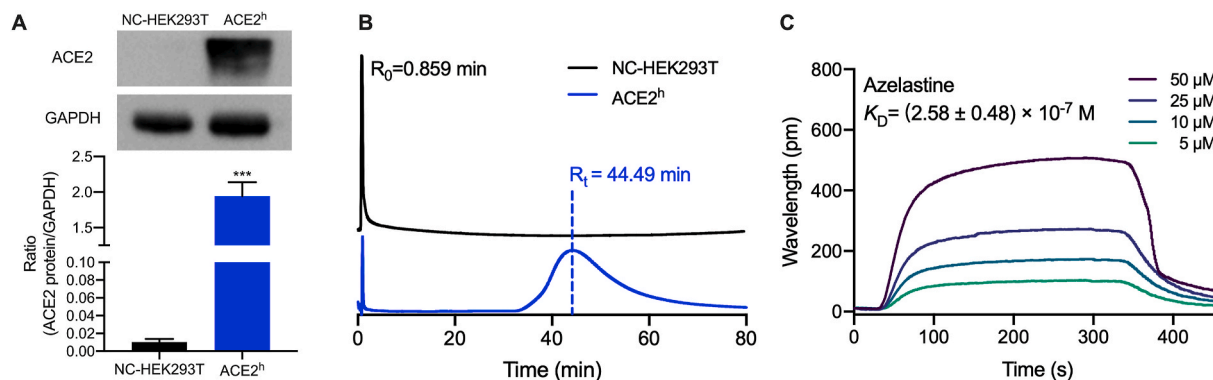 A
NC-HEK293T ACE2ʰ
ACE2
GAPDH
2.5
2.0
1.5
0.10
0.08
0.06
0.04
0.02
0.00
Ratio
(ACE2 protein/GAPDH)
***
NC-HEK293T ACE2ʰ
B
R₀=0.859 min
NC-HEK293T
ACE2ʰ
Rₜ = 44.49 min
0 20 40 60 80
Time (min)
C
800
600
400
200
0
Wavelength (pm)
Azelastine
K_D= (2.58 ± 0.48) × 10⁻⁷ M
50 µM
25 µM
10 µM
5 µM
0 100 200 300 400
Time (s)